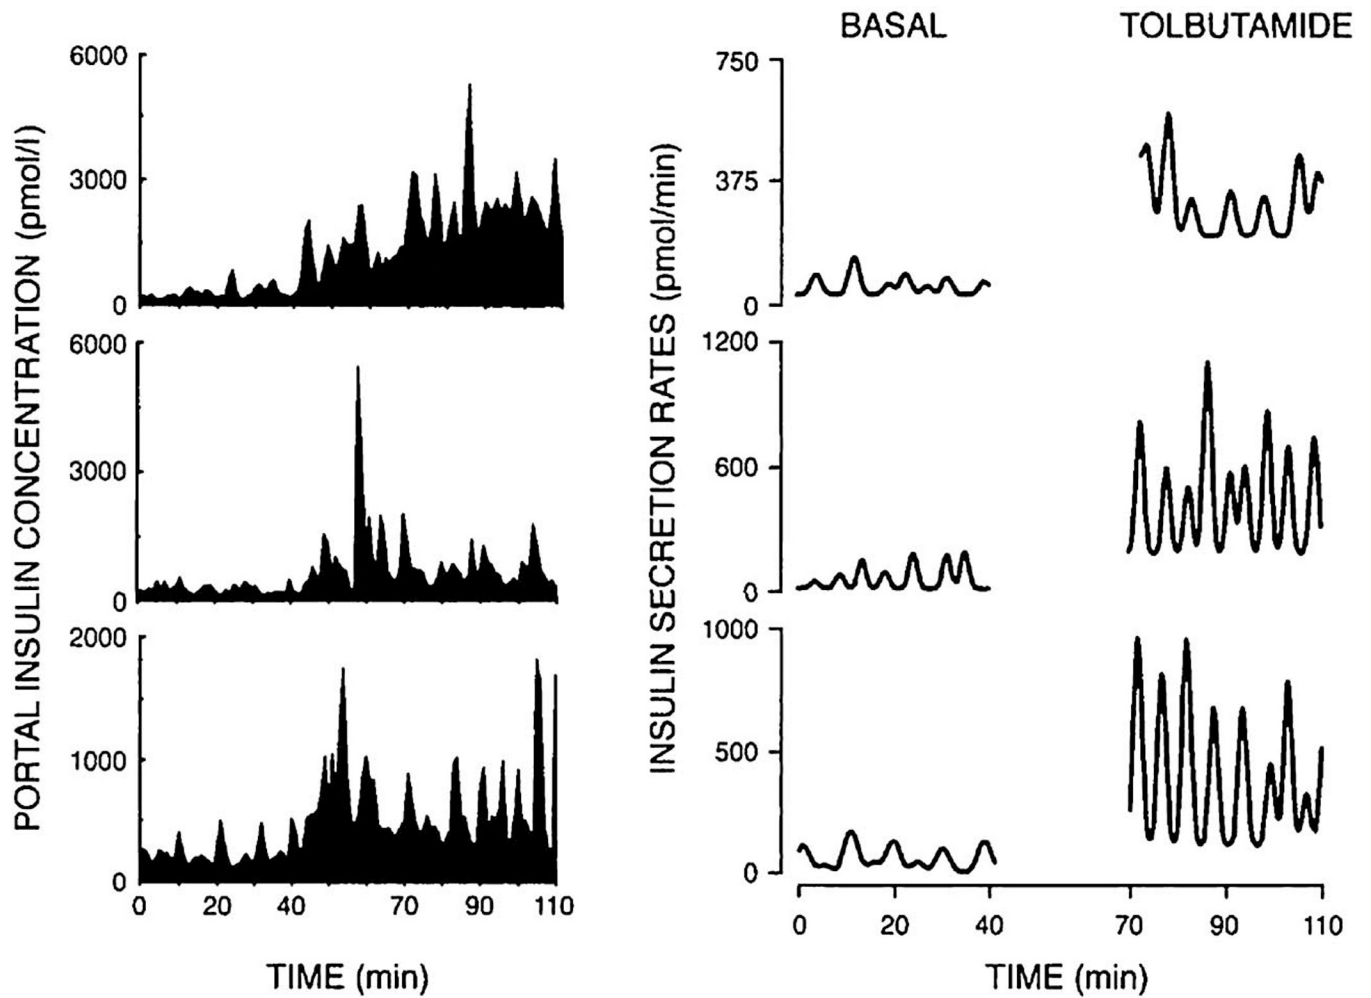 BASAL TOLBUTAMIDE
PORTAL INSULIN CONCENTRATION (pmol/l)
6000
3000
0
6000
3000
0
2000
1000
0
0 20 40 70 90 110
TIME (min)
INSULIN SECRETION RATES (pmol/min)
750
375
0
1200
600
0
1000
500
0
0 20 40 70 90 110
TIME (min)